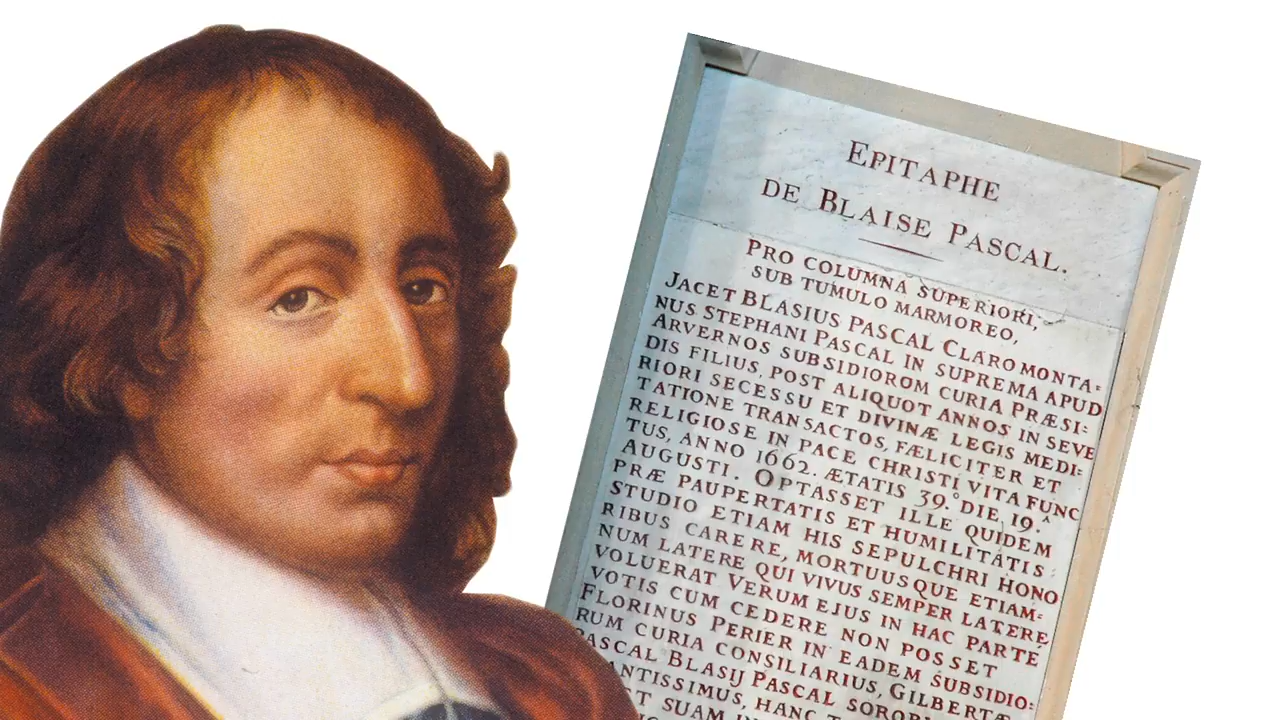 EPITAPHE
DE BLAISE PASCAL.
PRO COLUMNA SUPERIORI,
SUB TUMULO MARMOREO,
JACET BLASIUS PASCAL CLAROMONTA=
NUS STEPHANI PASCAL IN SUPREMA APUD
ARVERNOS SUBSIDIOROM CURIA PRÆSI=
DIS FILIUS, POST ALIQUOT ANNOS IN SEVE
RIORI SECESSU ET DIVINÆ LEGIS MEDI=
TATIONE TRANSACTOS, FÆLICITER ET
RELIGIOSE IN PACE CHRISTI VITA FUNC
TUS, ANNO 1662. ÆTATIS 39.° DIE 19.A
AUGUSTI. OPTASSET ILLE QUIDEM
PRÆ PAUPERTATIS ET HUMILITATIS
STUDIO ETIAM HIS SEPULCHRI HONO
RIBUS CARERE, MORTUUSQUE ETIAM=
NUM LATERE QUI VIVUS SEMPER LATERE
VOLUERAT VERUM EJUS IN HAC PARTE
VOTIS CUM CEDERE NON POSSET
FLORINUS PERIER IN EADEM SUBSIDIO=
RUM CURIA CONSILIARIUS, GILBERTÆ
PASCAL BLASIJ PASCAL SOROR
ANTISSIMUS, HANC
SUAM